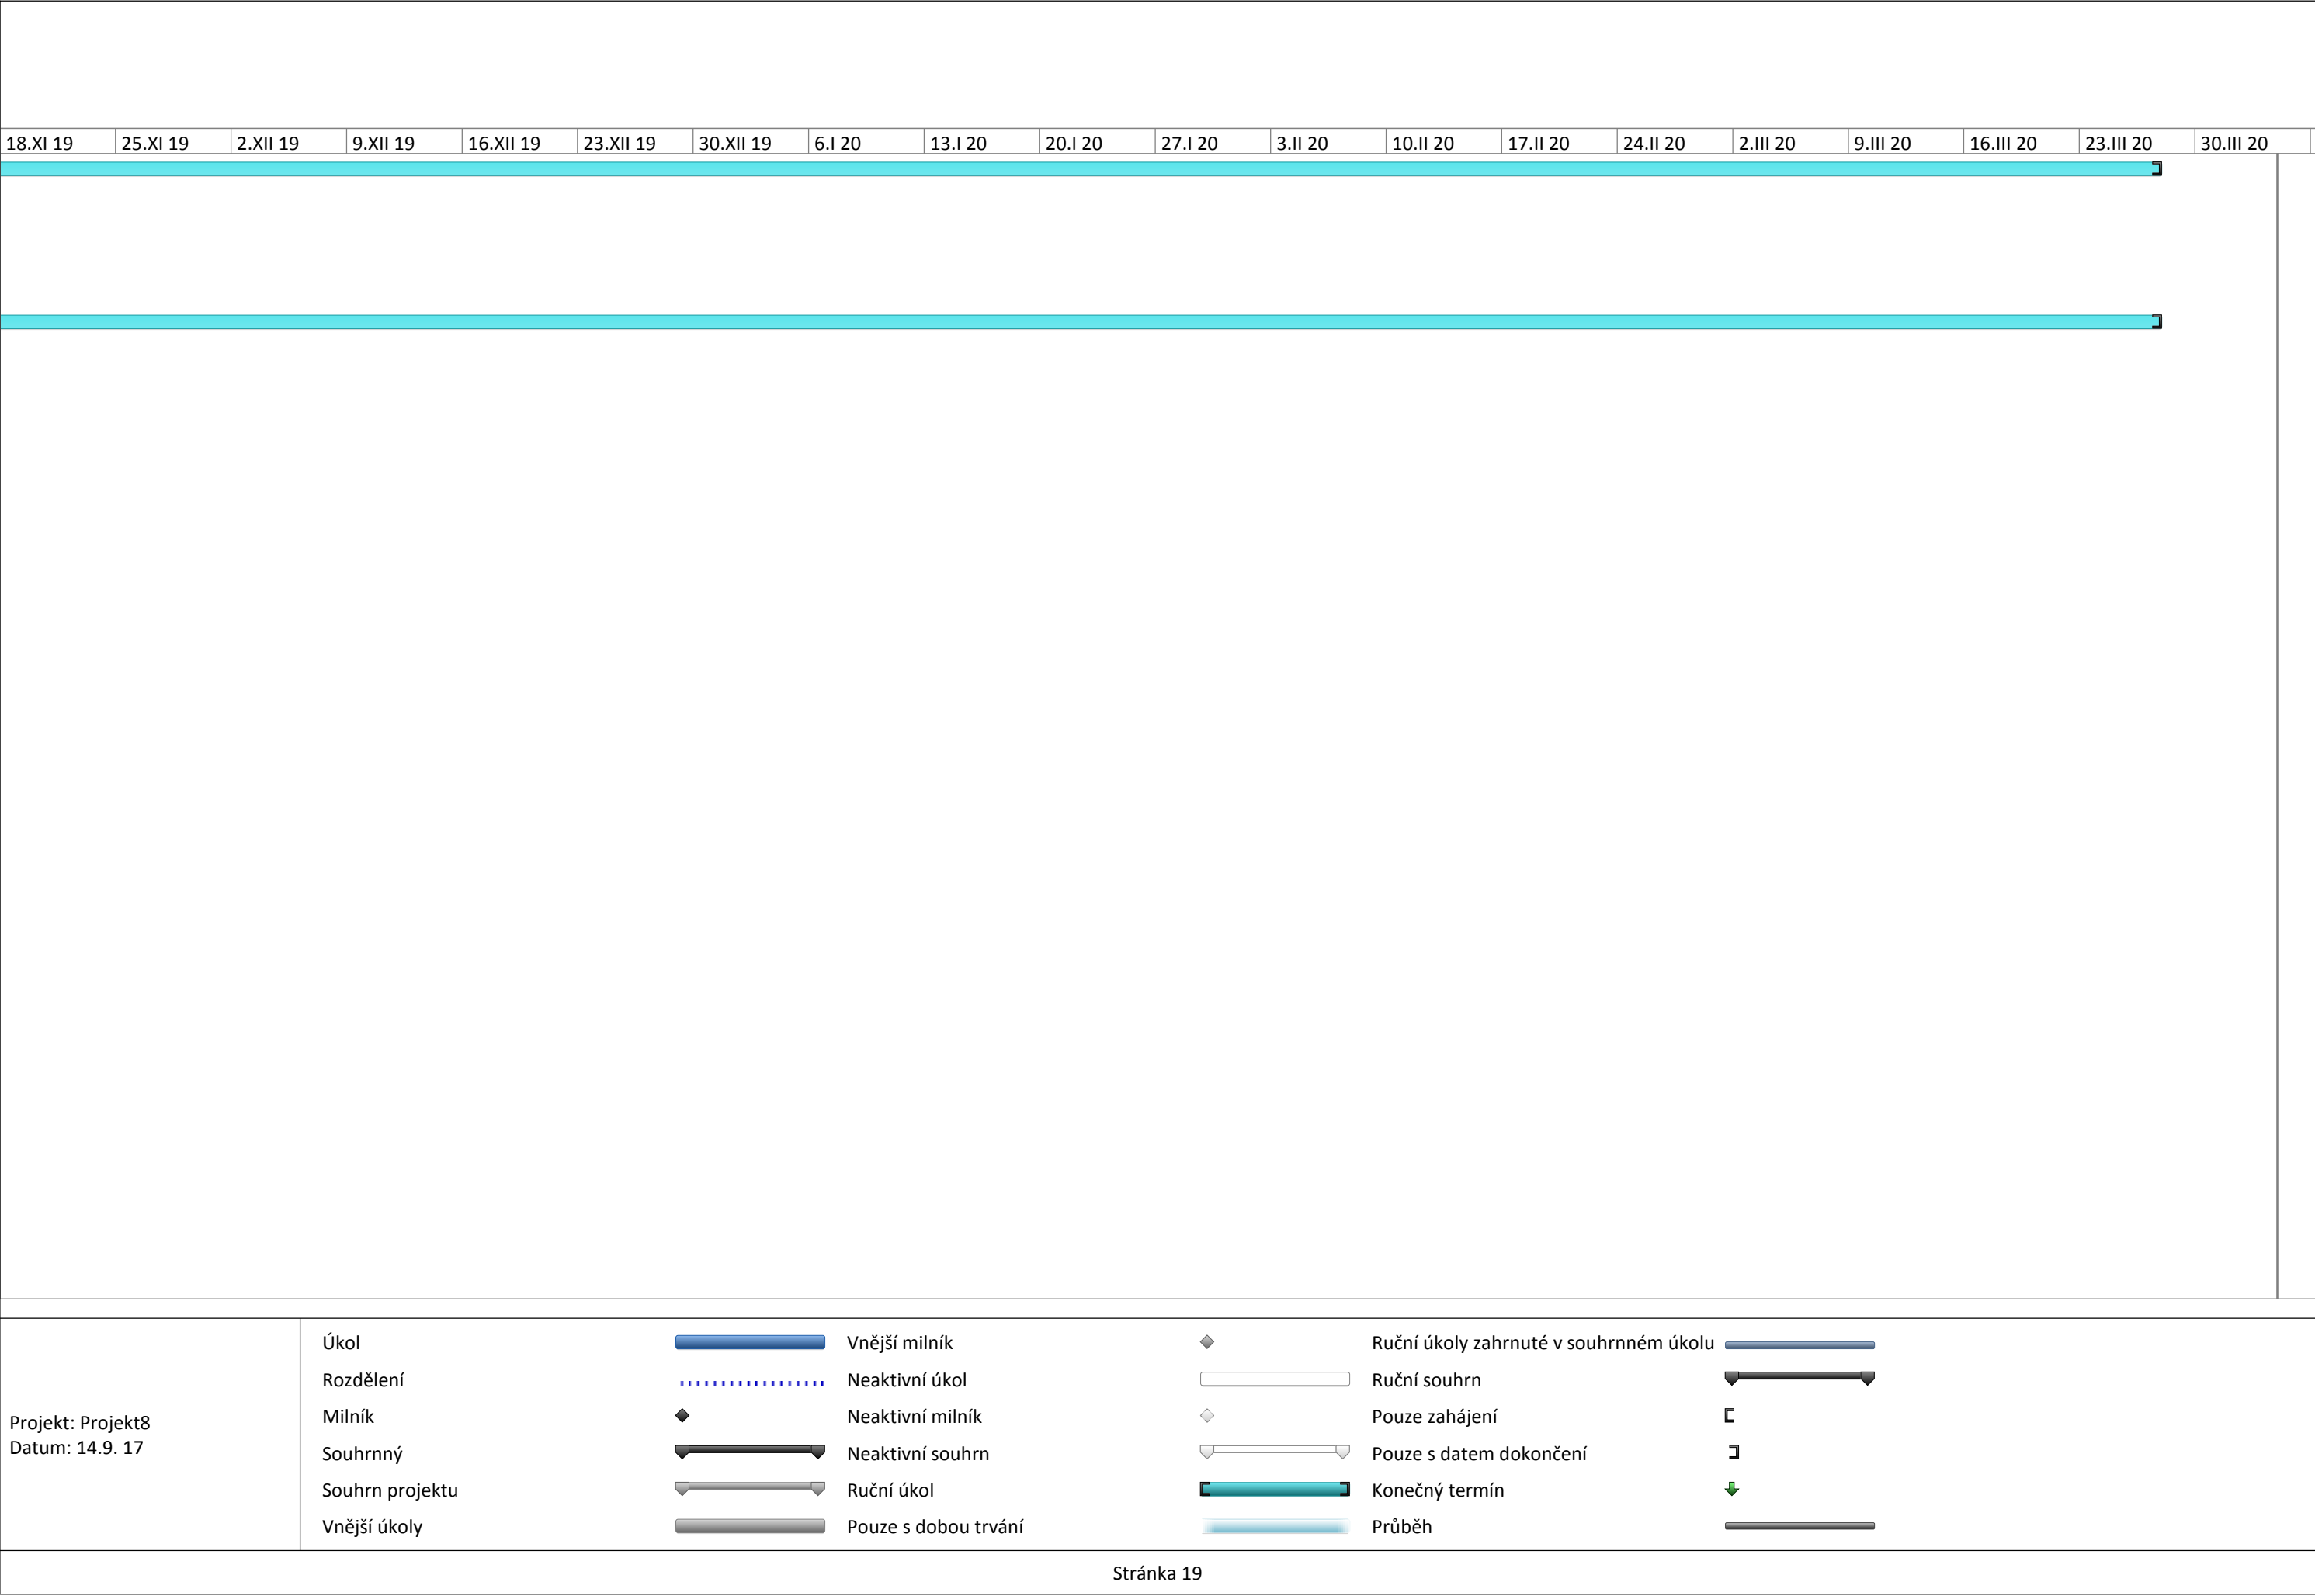 18.XI 19 25.XI 19 2.XII 19 9.XII 19 16.XII 19 23.XII 19 30.XII 19 6.I 20 13.I 20 20.I 20 27.I 20 3.II 20 10.II 20 17.II 20 24.II 20 2.III 20 9.III 20 16.III 20 23.III 20 30.III 20
Projekt: Projekt8
Datum: 14.9. 17
Úkol
Rozdělení
Milník
Souhrnný
Souhrn projektu
Vnější úkoly
Vnější milník
Neaktivní úkol
Neaktivní milník
Neaktivní souhrn
Ruční úkol
Pouze s dobou trvání
Ruční úkoly zahrnuté v souhrnném úkolu
Ruční souhrn
Pouze zahájení
Pouze s datem dokončení
Konečný termín
Průběh
Stránka 19